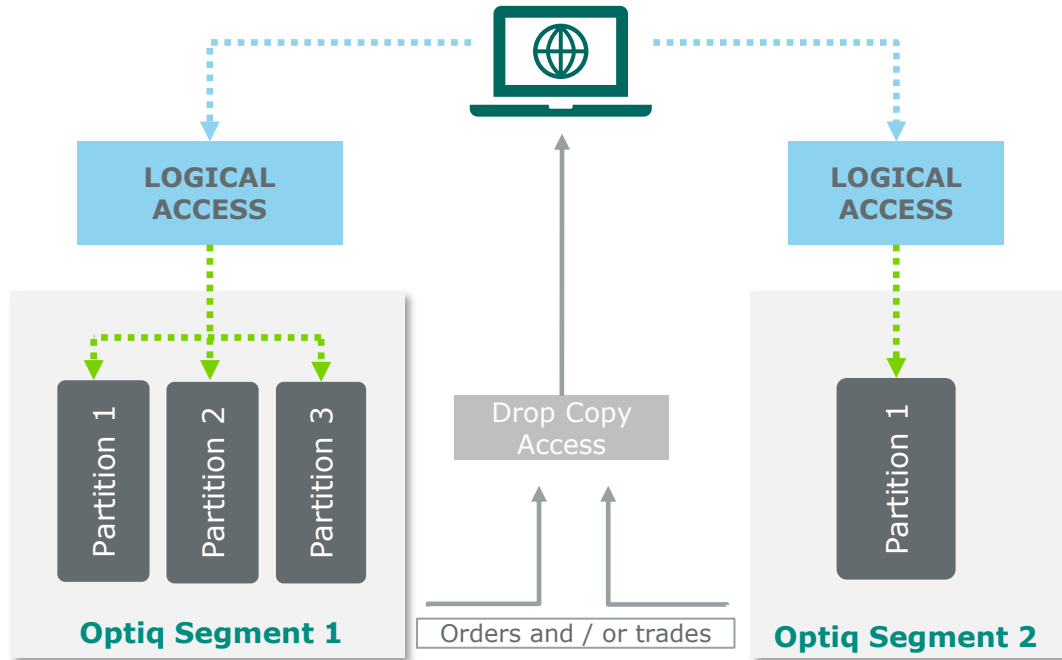 LOGICAL
ACCESS
LOGICAL
ACCESS
Partition 1
Partition 2
Partition 3
Drop Copy
Access
Partition 1
Optiq Segment 1
Orders and / or trades
Optiq Segment 2